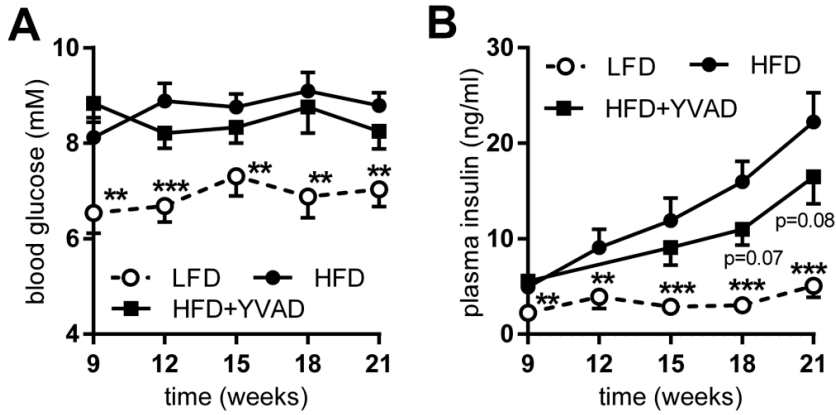 A
blood glucose (mM)
10
8
6
4
**
***
**
**
**
LFD
HFD
HFD+YVAD
9
12
15
18
21
time (weeks)
B
plasma insulin (ng/ml)
30
20
10
0
LFD
HFD
HFD+YVAD
p=0.08
p=0.07
**
**
***
***
***
9
12
15
18
21
time (weeks)